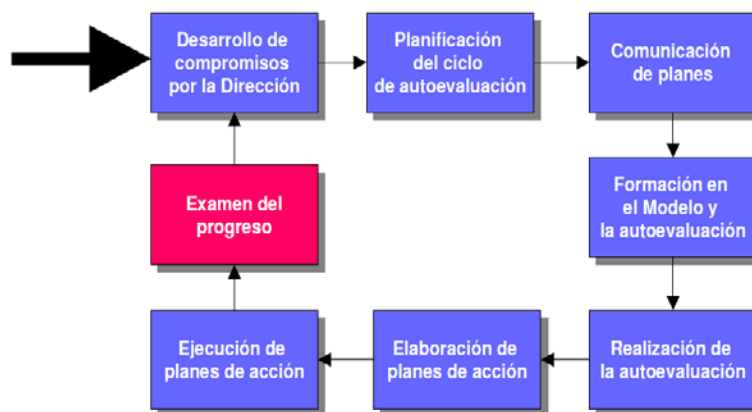 Desarrollo de
compromisos
por la Dirección
Planificación
del ciclo
de autoevaluación
Comunicación
de planes
Formación en
el Modelo y
la autoevaluación
Realización de
la autoevaluación
Elaboración de
planes de acción
Ejecución de
planes de acción
Examen del
progreso